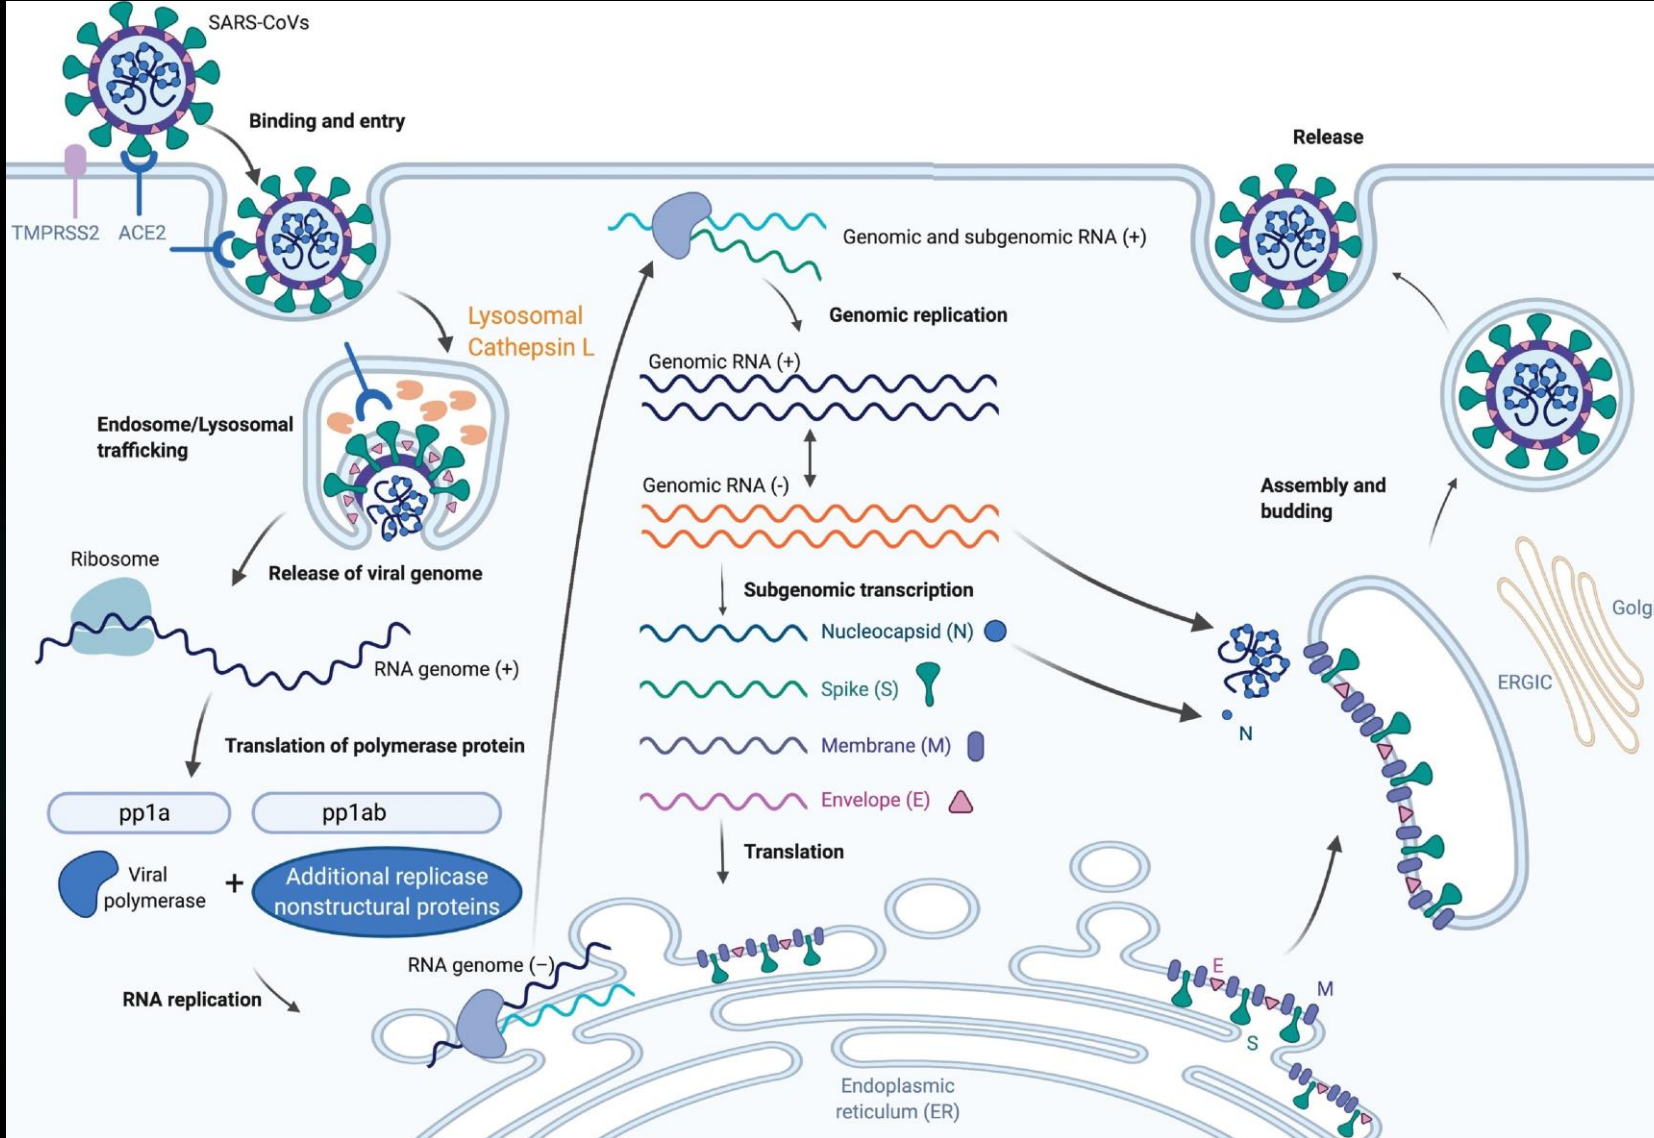 SARS-CoVs
Binding and entry
TMPRSS2
ACE2
Lysosomal
Cathepsin L
Endosome/Lysosomal
trafficking
Release of viral genome
Ribosome
RNA genome (+)
Translation of polymerase protein
pp1a
pp1ab
Viral
polymerase
+
Additional replicase
nonstructural proteins
RNA replication
RNA genome (−)
Genomic and subgenomic RNA (+)
Genomic replication
Genomic RNA (+)
Genomic RNA (-)
Subgenomic transcription
Nucleocapsid (N)
Spike (S)
Membrane (M)
Envelope (E)
Translation
Endoplasmic
reticulum (ER)
E
M
S
N
ERGIC
Golgi
Assembly and
budding
Release